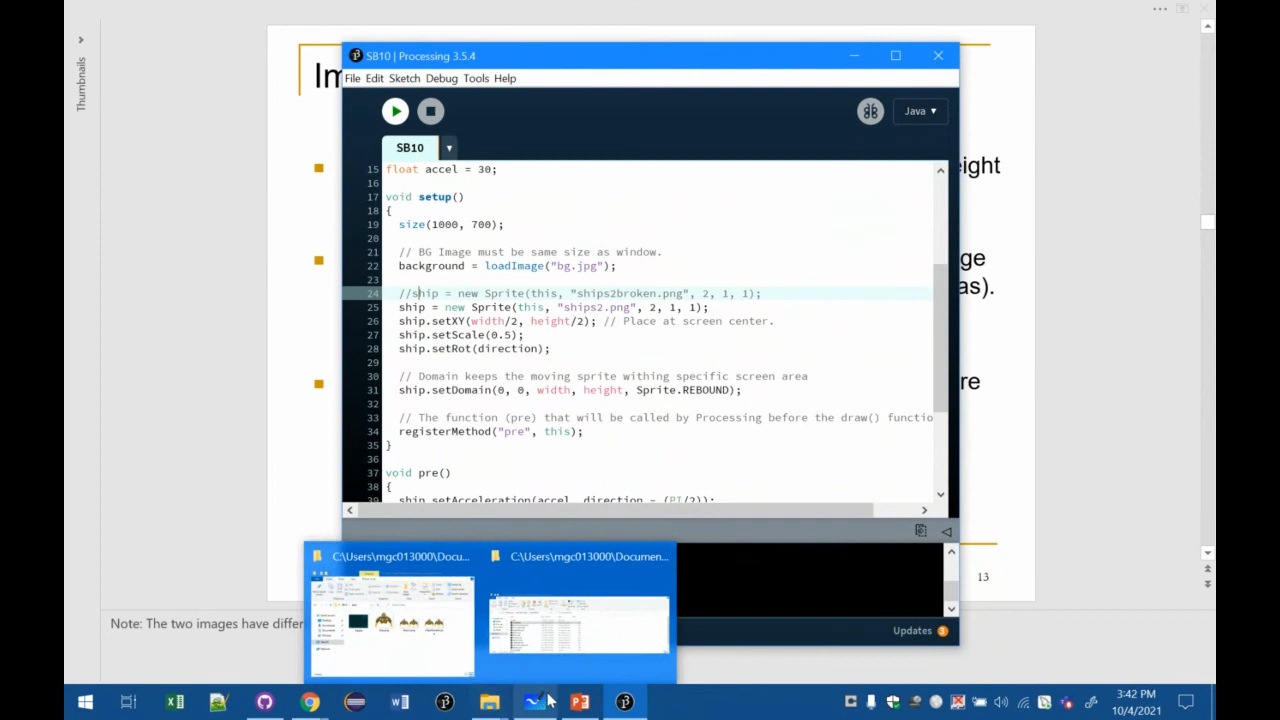 Thumbnails
Im
eight
ge
as).
re
13
Note: The two images have differ
SB10 | Processing 3.5.4
File Edit Sketch Debug Tools Help
Java ▾
SB10
15 float accel = 30;
16
17 void setup()
18 {
19 size(1000, 700);
20
21 // BG Image must be same size as window.
22 background = loadImage("bg.jpg");
23
24 //ship = new Sprite(this, "ships2broken.png", 2, 1, 1);
25 ship = new Sprite(this, "ships2.png", 2, 1, 1);
26 ship.setXY(width/2, height/2); // Place at screen center.
27 ship.setScale(0.5);
28 ship.setRot(direction);
29
30 // Domain keeps the moving sprite withing specific screen area
31 ship.setDomain(0, 0, width, height, Sprite.REBOUND);
32
33 // The function (pre) that will be called by Processing before the draw() functio
34 registerMethod("pre", this);
35 }
36
37 void pre()
38 {
39 ship.setAcceleration(accel, direction - (PI/2));
Updates 3
C:\Users\mgc013000\Docu...
C:\Users\mgc013000\Documen...
3:42 PM
10/4/2021